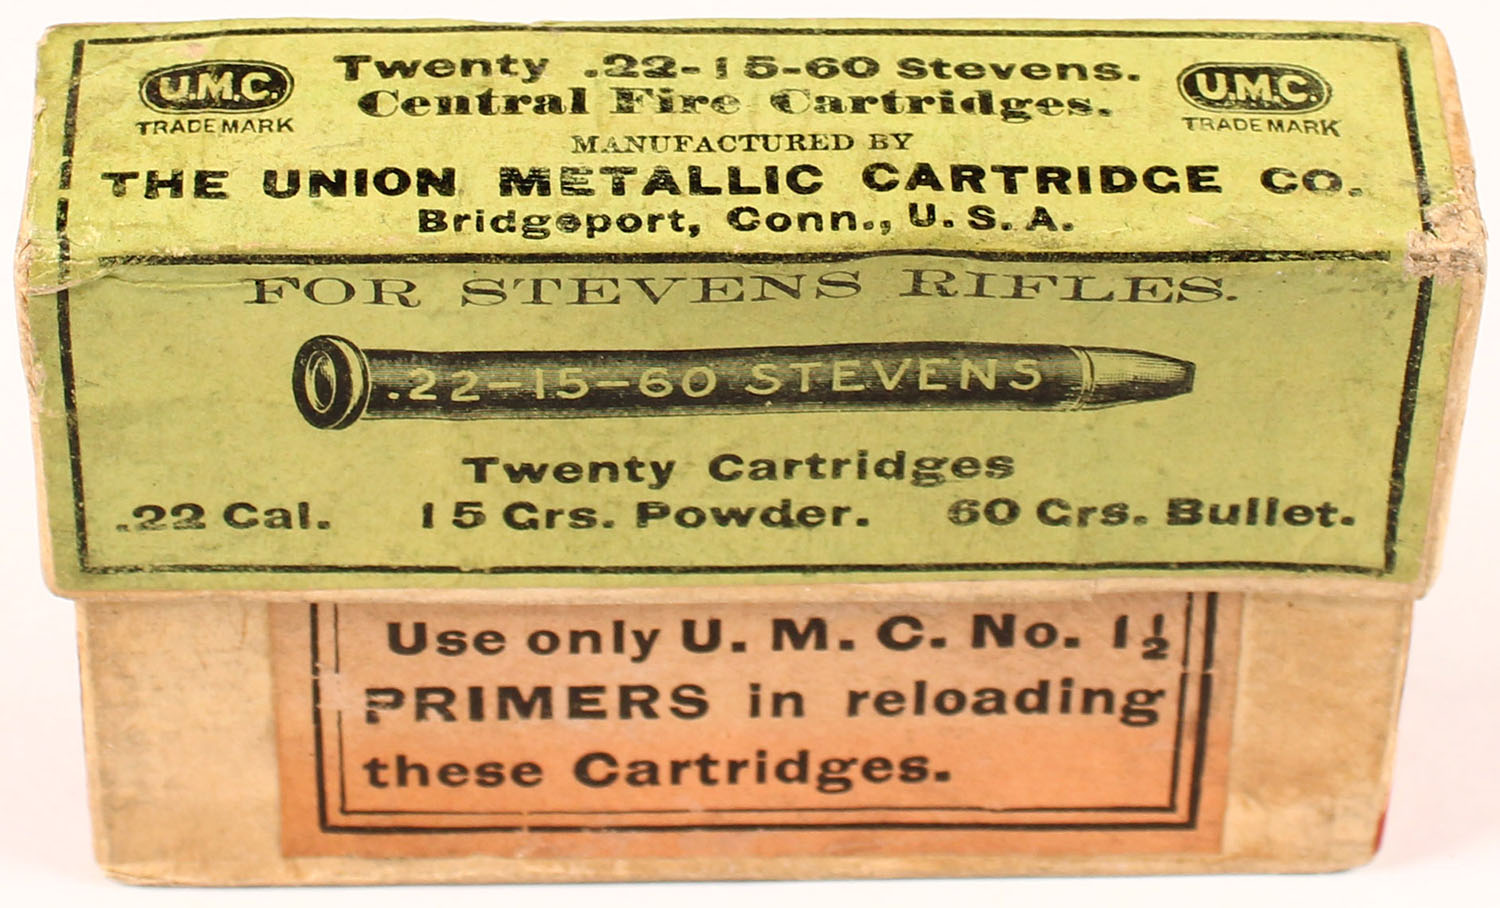 U.M.C.
TRADE MARK
Twenty .22-15-60 Stevens.
Central Fire Cartridges.
U.M.C.
TRADE MARK
MANUFACTURED BY
THE UNION METALLIC CARTRIDGE CO.
Bridgeport, Conn., U. S. A.
FOR STEVENS RIFLES.
.22-15-60 STEVENS
Twenty Cartridges
.22 Cal. 15 Grs. Powder. 60 Grs. Bullet.
Use only U. M. C. No. 1½
PRIMERS in reloading
these Cartridges.